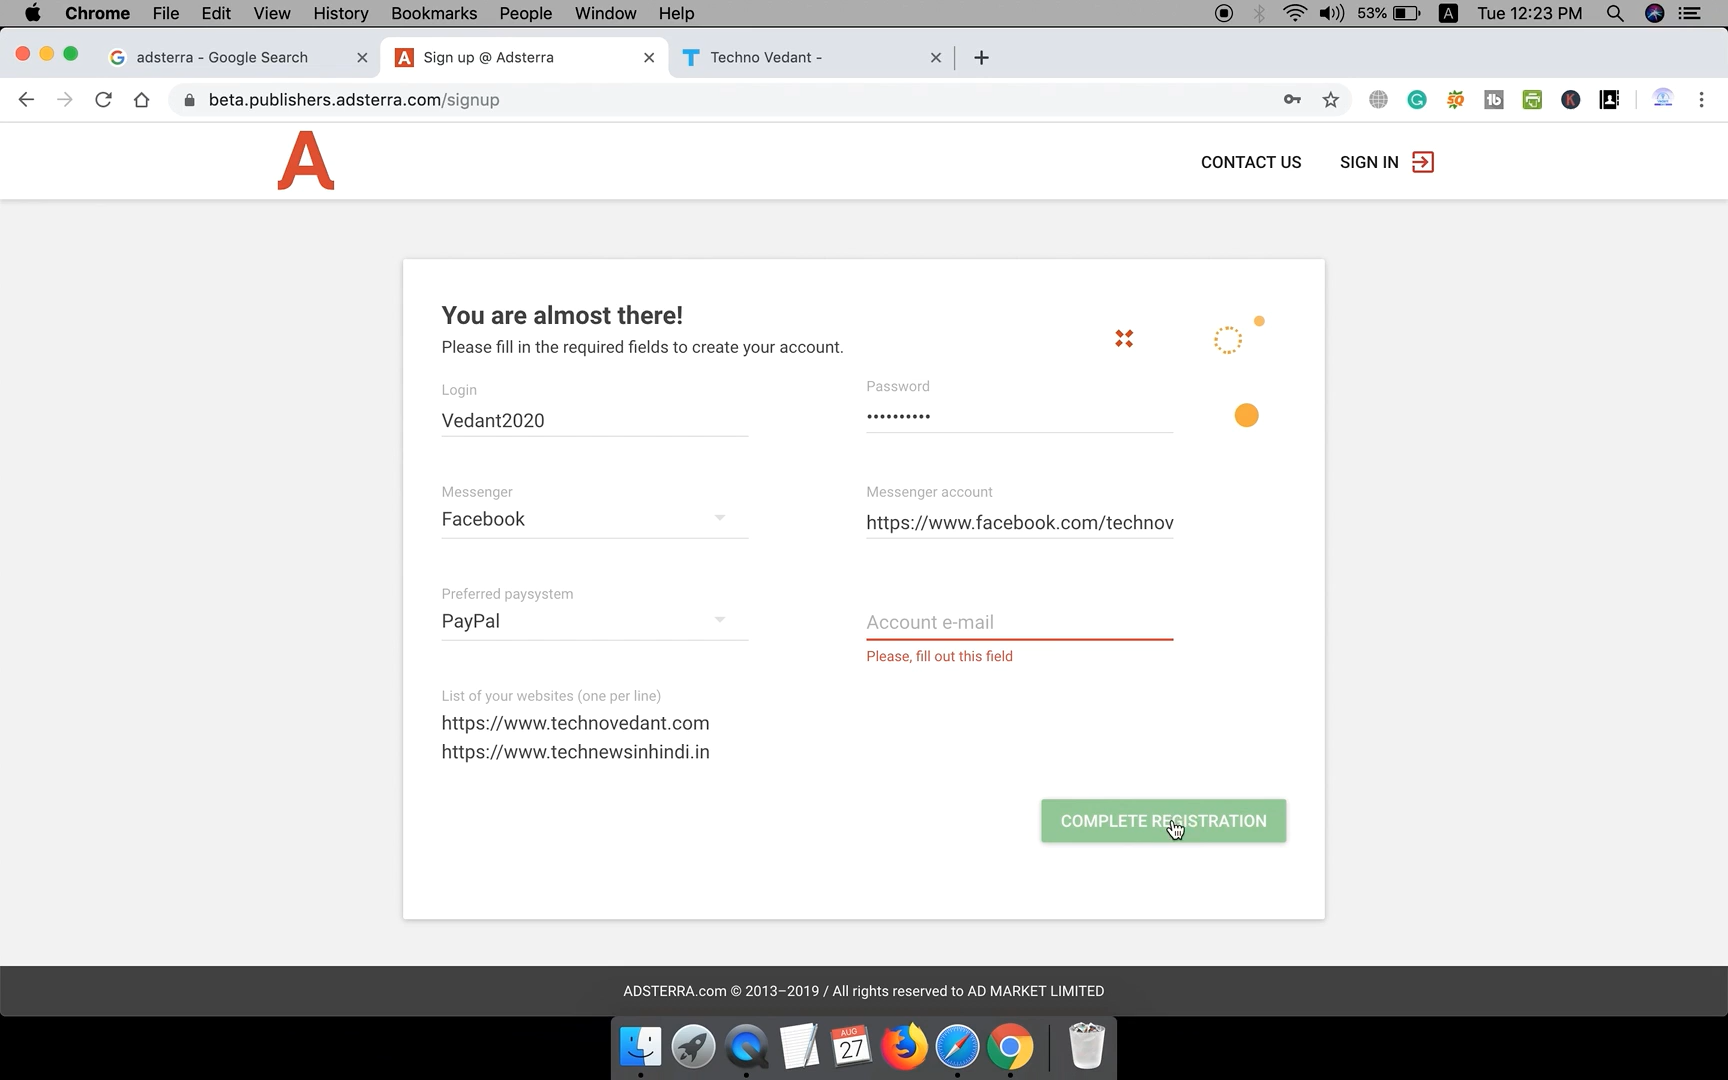 Chrome File Edit View History Bookmarks People Window Help 53% A Tue 12:23 PM
adsterra - Google Search Sign up @ Adsterra Techno Vedant -
beta.publishers.adsterra.com/signup
A CONTACT US SIGN IN
You are almost there!
Please fill in the required fields to create your account.
Login Password
Vedant2020 ••••••••••
Messenger Messenger account
Facebook https://www.facebook.com/technov
Preferred paysystem
PayPal Account e-mail
Please, fill out this field
List of your websites (one per line)
https://www.technovedant.com
https://www.technewsinhindi.in
COMPLETE REGISTRATION
ADSTERRA.com © 2013–2019 / All rights reserved to AD MARKET LIMITED
AUG
27